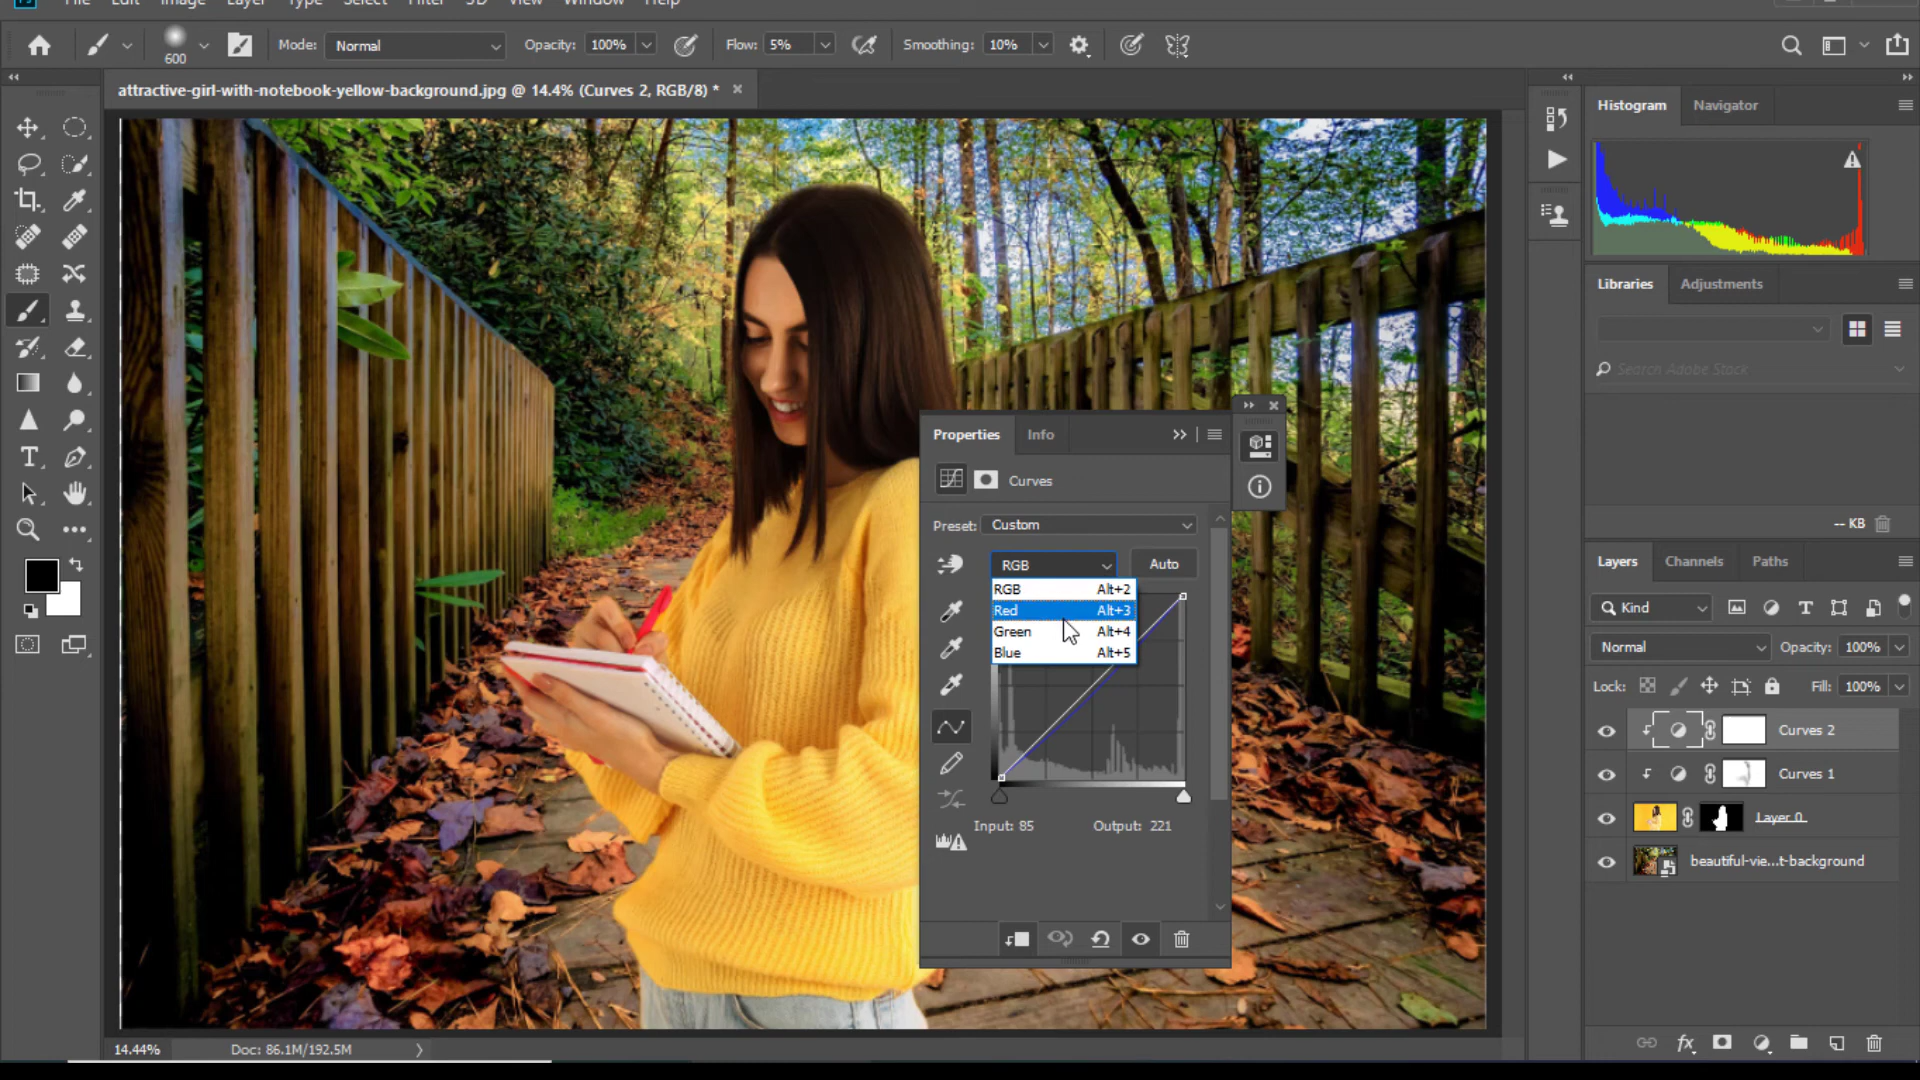 File Edit Image Layer Type Select Filter 3D View Window Help
600 Mode: Normal Opacity: 100% Flow: 5% Smoothing: 10%
attractive-girl-with-notebook-yellow-background.jpg @ 14.4% (Curves 2, RGB/8) *
Histogram Navigator
Libraries Adjustments
Search Adobe Stock
-- KB
Properties Info
Curves
Preset: Custom
RGB Auto
RGB Alt+2
Red Alt+3
Green Alt+4
Blue Alt+5
Input: 85 Output: 221
Layers Channels Paths
Kind
Normal Opacity: 100%
Lock: Fill: 100%
Curves 2
Curves 1
Layer 0
beautiful-vie...t-background
fx
14.44% Doc: 86.1M/192.5M